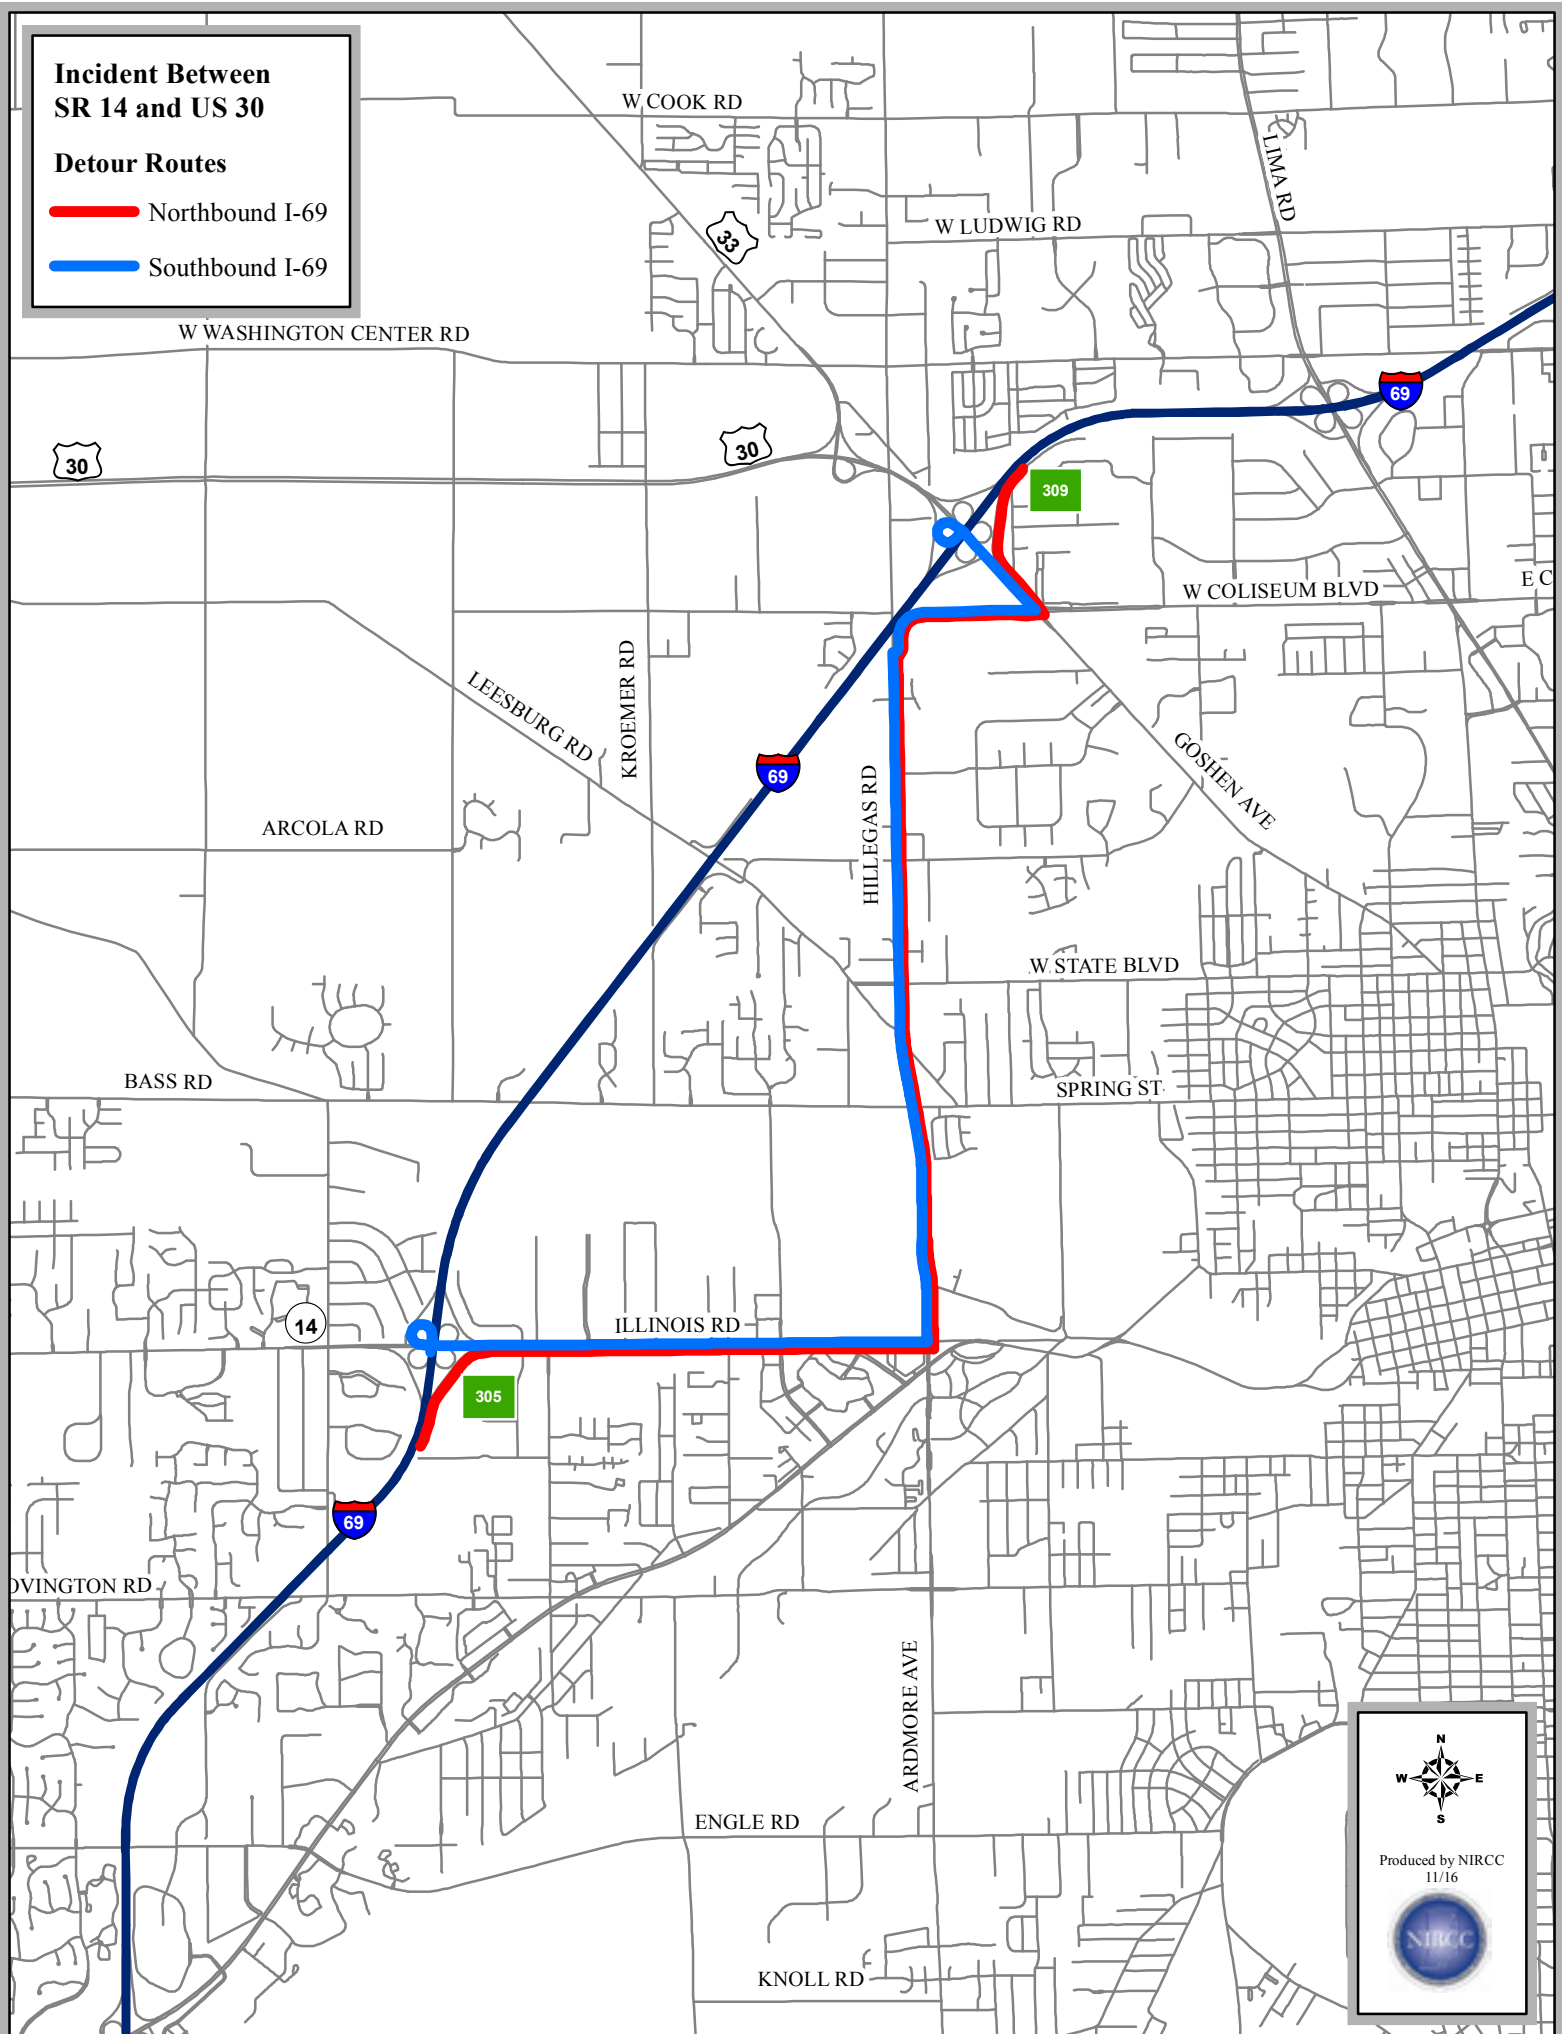 Incident Between
SR 14 and US 30
Detour Routes
Northbound I-69
Southbound I-69
W COOK RD
LIMA RD
33
W LUDWIG RD
W WASHINGTON CENTER RD
69
30
30
309
W COLISEUM BLVD
E C
KROEMER RD
LEESBURG RD
GOSHEN AVE
69
HILLEGAS RD
ARCOLA RD
W STATE BLVD
BASS RD
SPRING ST
14
ILLINOIS RD
305
69
OVINGTON RD
ARDMORE AVE
ENGLE RD
KNOLL RD
N
W E
S
Produced by NIRCC
11/16
NIRCC